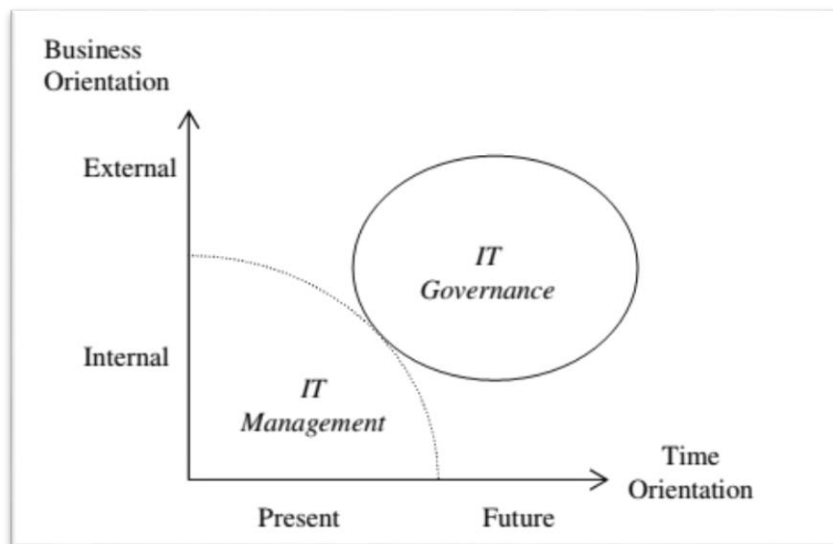 Business
Orientation
External
IT
Governance
Internal
IT
Management
Time
Orientation
Present
Future